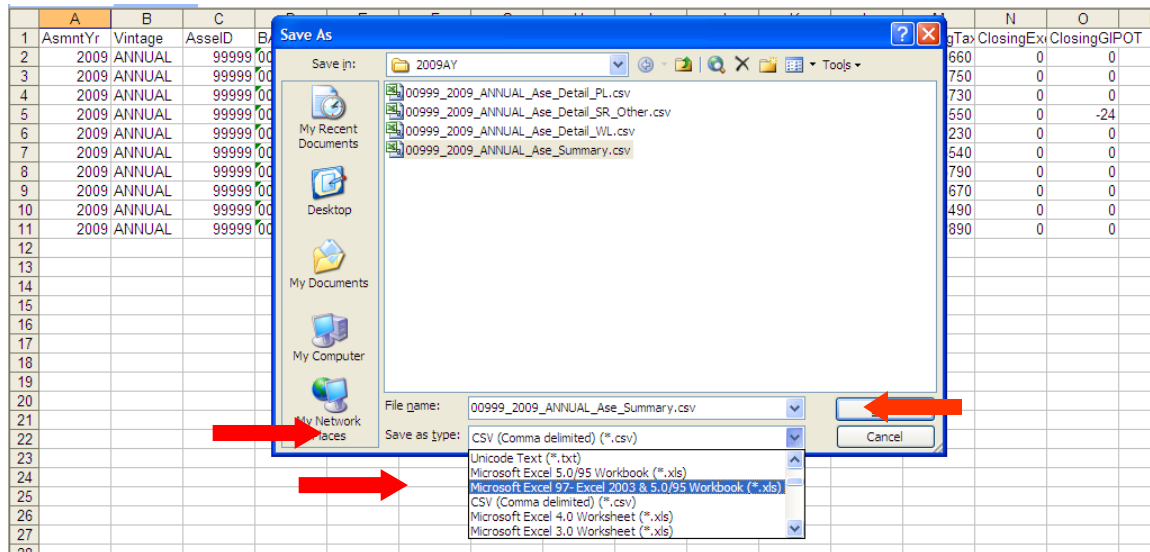 A B C N O
1 AsmntYr Vintage AsseID ClosingExe ClosingGIPOT
2 2009 ANNUAL 99999 660 0 0
3 2009 ANNUAL 99999 750 0 0
4 2009 ANNUAL 99999 730 0 0
5 2009 ANNUAL 99999 550 0 -24
6 2009 ANNUAL 99999 230 0 0
7 2009 ANNUAL 99999 540 0 0
8 2009 ANNUAL 99999 790 0 0
9 2009 ANNUAL 99999 670 0 0
10 2009 ANNUAL 99999 490 0 0
11 2009 ANNUAL 99999 890 0 0
12
13
14
15
16
17
18
19
20
21
22
23
24
25
26
27
Save As
Save in: 2009AY Tools
My Recent Documents
Desktop
My Documents
My Computer
My Network Places
00999_2009_ANNUAL_Ase_Detail_PL.csv
00999_2009_ANNUAL_Ase_Detail_SR_Other.csv
00999_2009_ANNUAL_Ase_Detail_WL.csv
00999_2009_ANNUAL_Ase_Summary.csv
File name: 00999_2009_ANNUAL_Ase_Summary.csv
Save as type: CSV (Comma delimited) (*.csv) Cancel
Unicode Text (*.txt)
Microsoft Excel 5.0/95 Workbook (*.xls)
Microsoft Excel 97- Excel 2003 & 5.0/95 Workbook (*.xls)
CSV (Comma delimited) (*.csv)
Microsoft Excel 4.0 Worksheet (*.xls)
Microsoft Excel 3.0 Worksheet (*.xls)